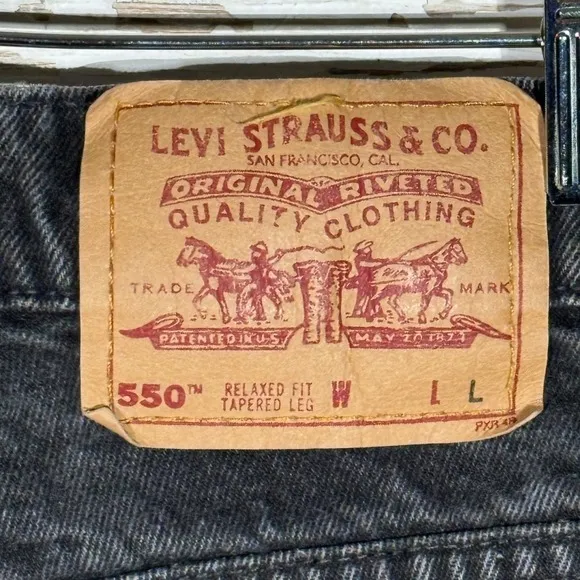 LEVI STRAUSS & CO.
SAN FRANCISCO, CAL.
ORIGINAL RIVETED
QUALITY CLOTHING
TRADE MARK
PATENTED IN U.S. MAY 20 1873
550™ RELAXED FIT W L L
TAPERED LEG